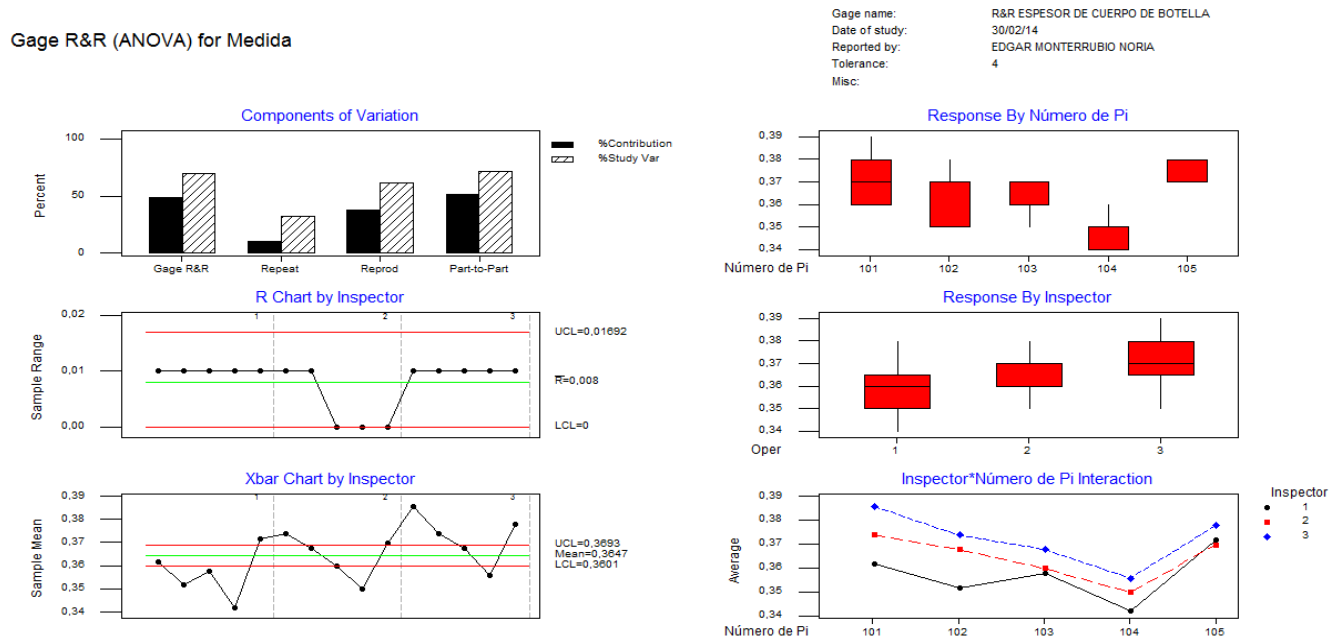 Gage R&R (ANOVA) for Medida
Gage name: R&R ESPESOR DE CUERPO DE BOTELLA
Date of study: 30/02/14
Reported by: EDGAR MONTERRUBIO NORIA
Tolerance: 4
Misc:
Components of Variation
100
50
0
Percent
Gage R&R Repeat Reprod Part-to-Part
%Contribution
%Study Var
R Chart by Inspector
0,02
0,01
0,00
Sample Range
1 2 3
UCL=0,01692
R=0,008
LCL=0
Xbar Chart by Inspector
0,39
0,38
0,37
0,36
0,35
0,34
Sample Mean
1 2 3
UCL=0,3693
Mean=0,3647
LCL=0,3601
Response By Número de Pi
0,39
0,38
0,37
0,36
0,35
0,34
Número de Pi 101 102 103 104 105
Response By Inspector
0,39
0,38
0,37
0,36
0,35
0,34
Oper 1 2 3
Inspector*Número de Pi Interaction
0,39
0,38
0,37
0,36
0,35
0,34
Average
Número de Pi 101 102 103 104 105
Inspector
1
2
3